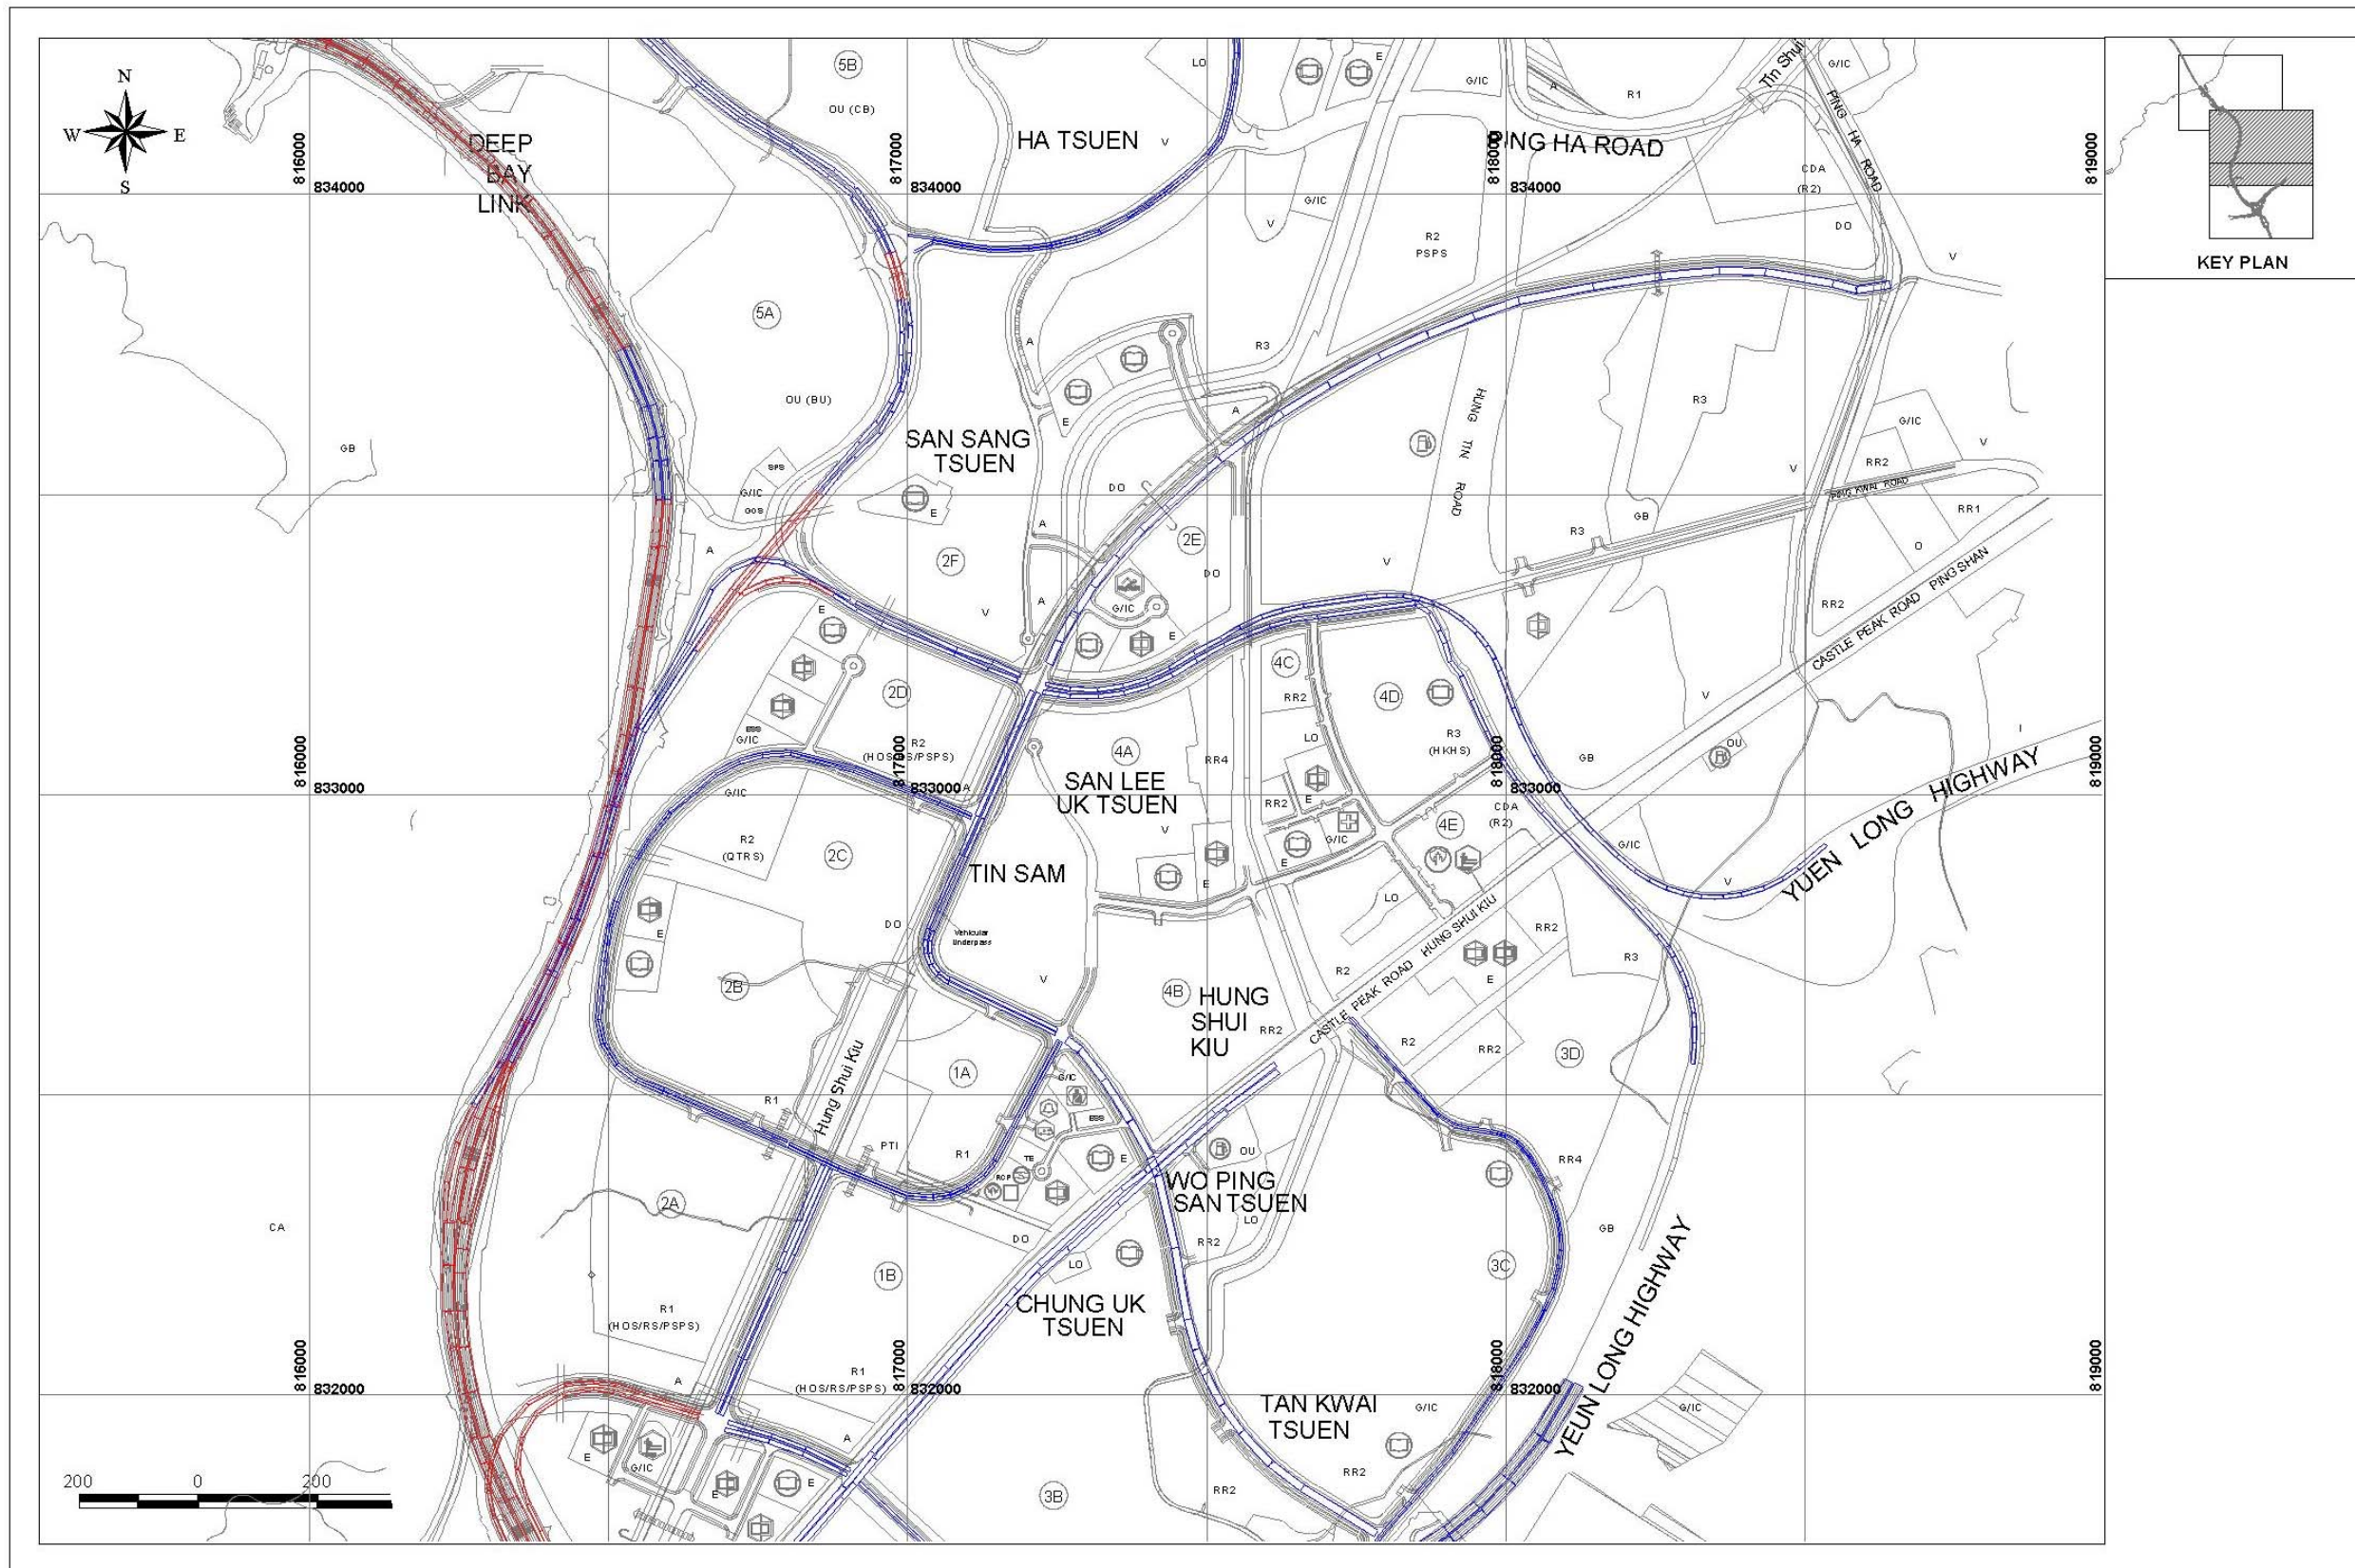 N
W E
S
DEEP
BAY
LINK
5B
OU (CB)
HA TSUEN
V
LO
E
G/IC
A
R1
Tin Shui
G/IC
PING HA ROAD
PING HA ROAD
KEY PLAN
816000
834000
817000
834000
818000
834000
819000
CDA
(R2)
DO
G/IC
V
R2
PSPS
V
5A
OU (BU)
A
R3
E
A
HUNG TIN ROAD
R3
G/IC
V
GB
SAN SANG
TSUEN
SPS
G/IC
E
DO
V
RR2
PING KWAI ROAD
RR1
A
2F
A
2E
DO
R3
GB
O
V
G/IC
A
V
E
E
RR2
CASTLE PEAK ROAD PING SHAN
2D
R2
4C
RR2
4D
R3
(HKHS)
LO
V
I
G/IC
4A
RR4
GB
OU
816000
833000
817000
833000
A
818000
833000
819000
SAN LEE
UK TSUEN
V
RR2
E
CDA
(R2)
4E
G/IC
YUEN LONG HIGHWAY
G/IC
R2
(QTRS)
2C
TIN SAM
E
E
G/IC
V
LO
DO
Vehicular
Underpass
E
CASTLE PEAK ROAD HUNG SHUI KIU
RR2
R3
R2
E
2B
V
4B
HUNG
SHUI
KIU
RR2
R2
RR2
3D
Hung Shui Kiu
1A
G/IC
R1
ESS
PTI
R1
TE
RCP
E
OU
WO PING
SAN TSUEN
LO
RR4
CA
2A
DO
RR2
GB
LO
1B
3C
CHUNG UK
TSUEN
YEUN LONG HIGHWAY
R1
(HOS/RS/PSPS)
R1
(HOS/RS/PSPS)
816000
832000
A
817000
832000
818000
832000
819000
TAN KWAI
TSUEN
G/IC
G/IC
A
E
G/IC
E
E
RR2
RR2
3B
200 0 200